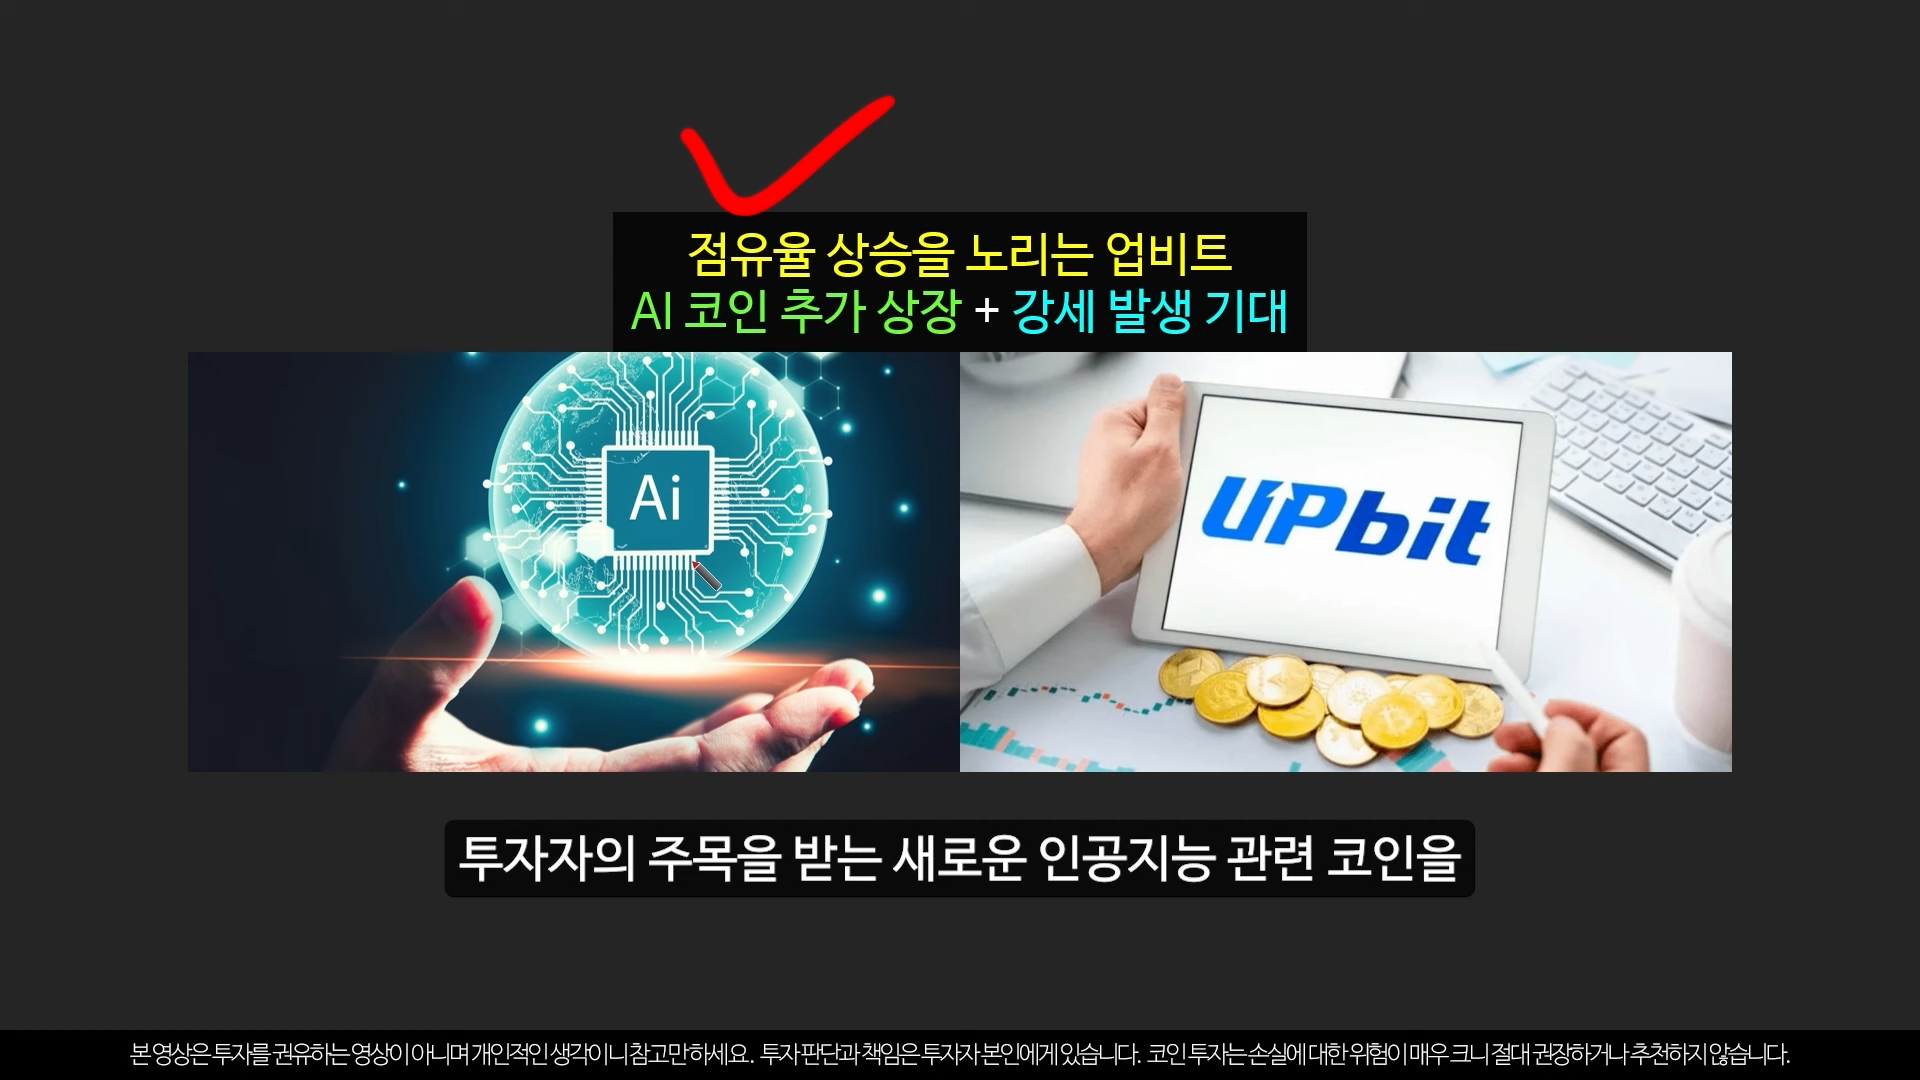 점유율 상승을 노리는 업비트
AI 코인 추가 상장 + 강세 발생 기대
Ai
UPbit
투자자의 주목을 받는 새로운 인공지능 관련 코인을
본 영상은 투자를 권유하는 영상이 아니며 개인적인 생각이니 참고만 하세요. 투자 판단과 책임은 투자자 본인에게 있습니다. 코인 투자는 손실에 대한 위험이 매우 크니 절대 권장하거나 추천하지 않습니다.